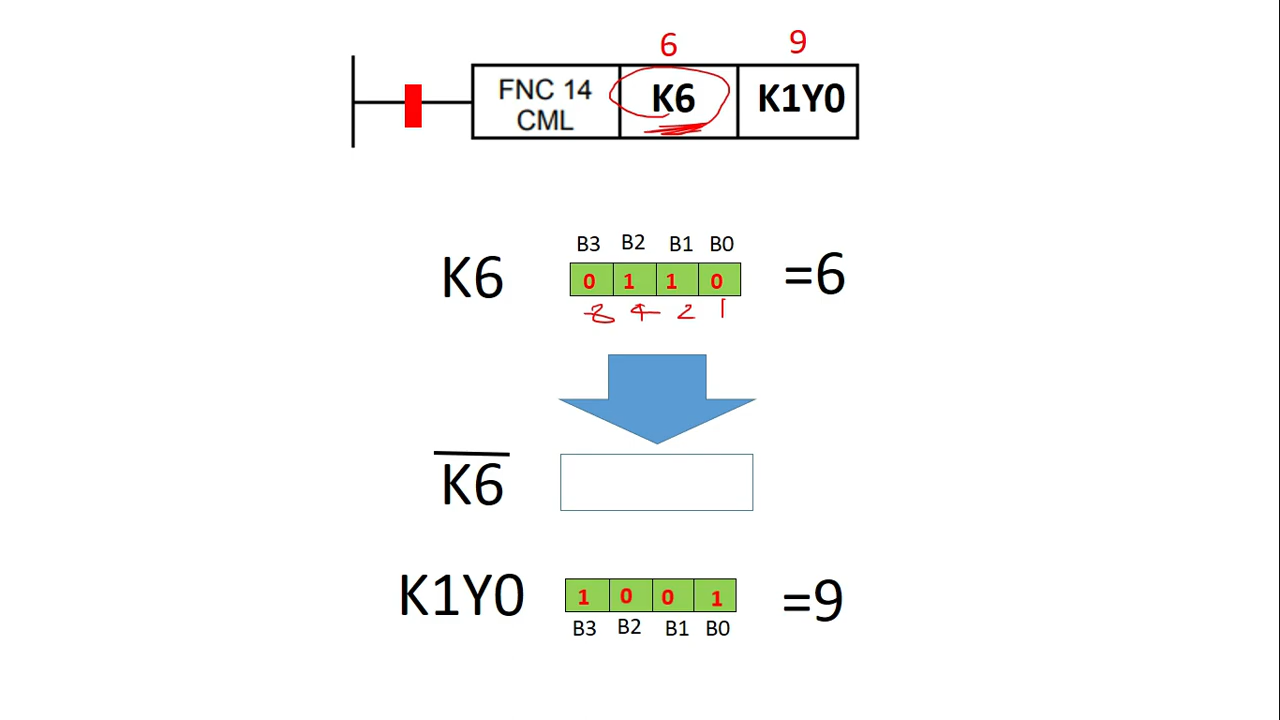 6 9
FNC 14 K6 K1Y0
CML
B3 B2 B1 B0
K6 0 1 1 0 =6
8 4 2 1
K6
K1Y0 1 0 0 1 =9
B3 B2 B1 B0